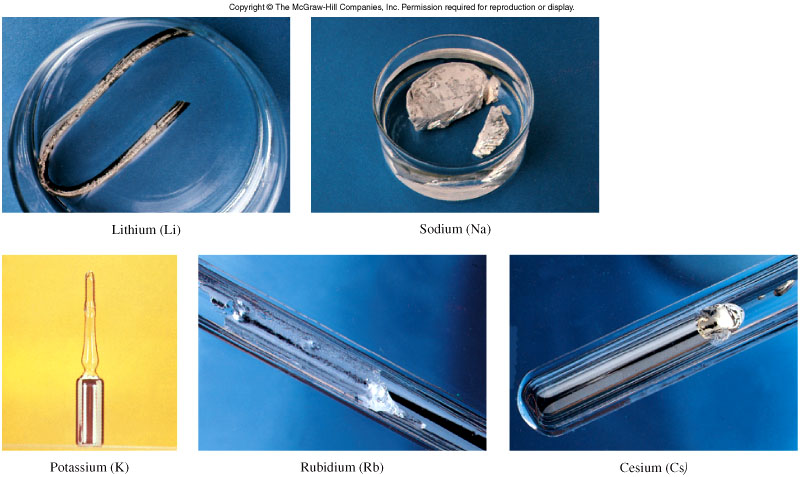 Copyright © The McGraw-Hill Companies, Inc. Permission required for reproduction or display.
Lithium (Li)
Sodium (Na)
Potassium (K)
Rubidium (Rb)
Cesium (Cs)